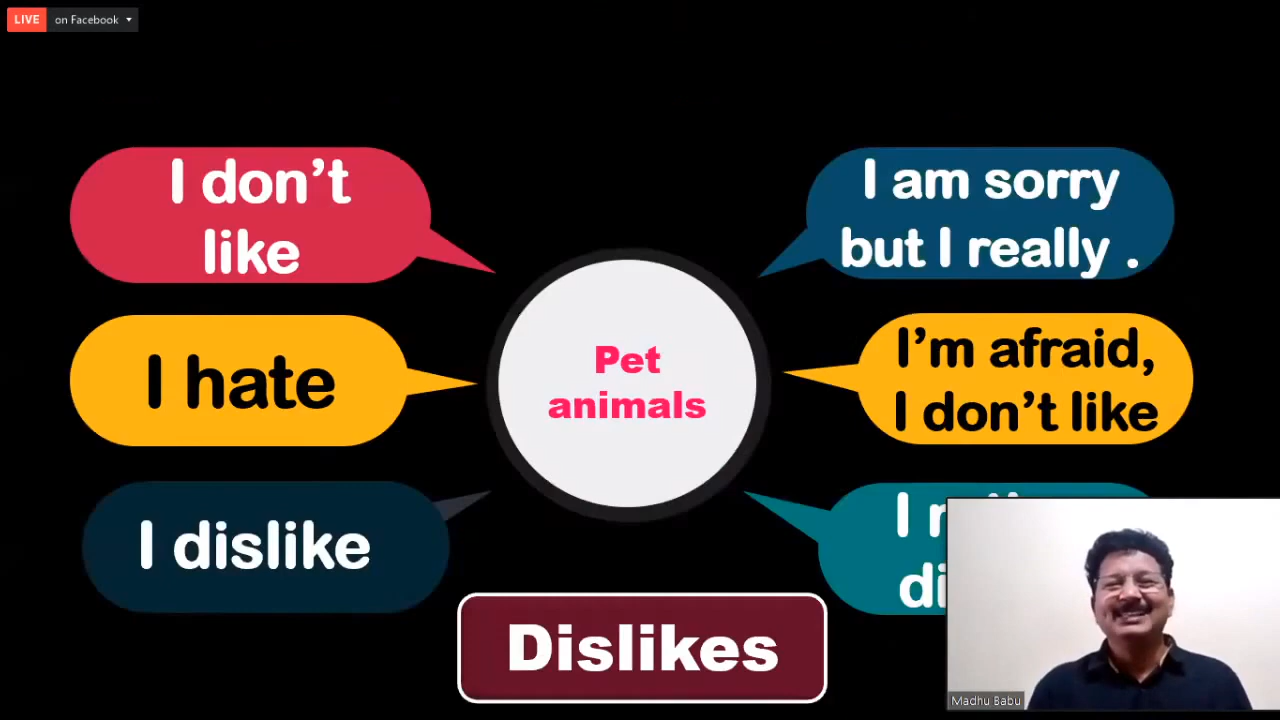 LIVE on Facebook
I don't
like
I hate
I dislike
Pet
animals
I am sorry
but I really .
I'm afraid,
I don't like
I
Dislikes
Madhu Babu